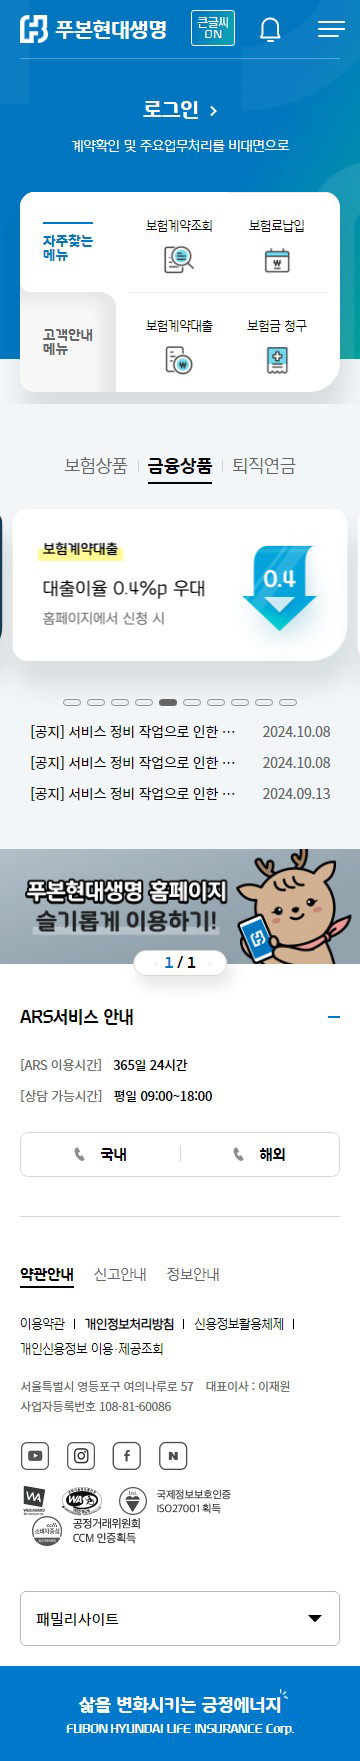 푸본현대생명
큰글씨
ON
로그인
계약확인 및 주요업무처리를 비대면으로
자주찾는
메뉴
보험계약조회
보험료납입
고객안내
메뉴
보험계약대출
보험금 청구
보험상품
금융상품
퇴직연금
보험계약대출
대출이율 0.4%p 우대
홈페이지에서 신청 시
0.4
[공지] 서비스 정비 작업으로 인한 ⋯ 2024.10.08
[공지] 서비스 정비 작업으로 인한 ⋯ 2024.10.08
[공지] 서비스 정비 작업으로 인한 ⋯ 2024.09.13
푸본현대생명 홈페이지
슬기롭게 이용하기!
1 / 1
ARS서비스 안내
[ARS 이용시간] 365일 24시간
[상담 가능시간] 평일 09:00~18:00
국내
해외
약관안내
신고안내
정보안내
이용약관 | 개인정보처리방침 | 신용정보활용체제 |
개인신용정보 이용·제공조회
서울특별시 영등포구 여의나루로 57 대표이사 : 이재원
사업자등록번호 108-81-60086
WA
국제정보보호인증
ISO27001 획득
공정거래위원회
CCM 인증획득
패밀리사이트
삶을 변화시키는 긍정에너지
FUBON HYUNDAI LIFE INSURANCE Corp.